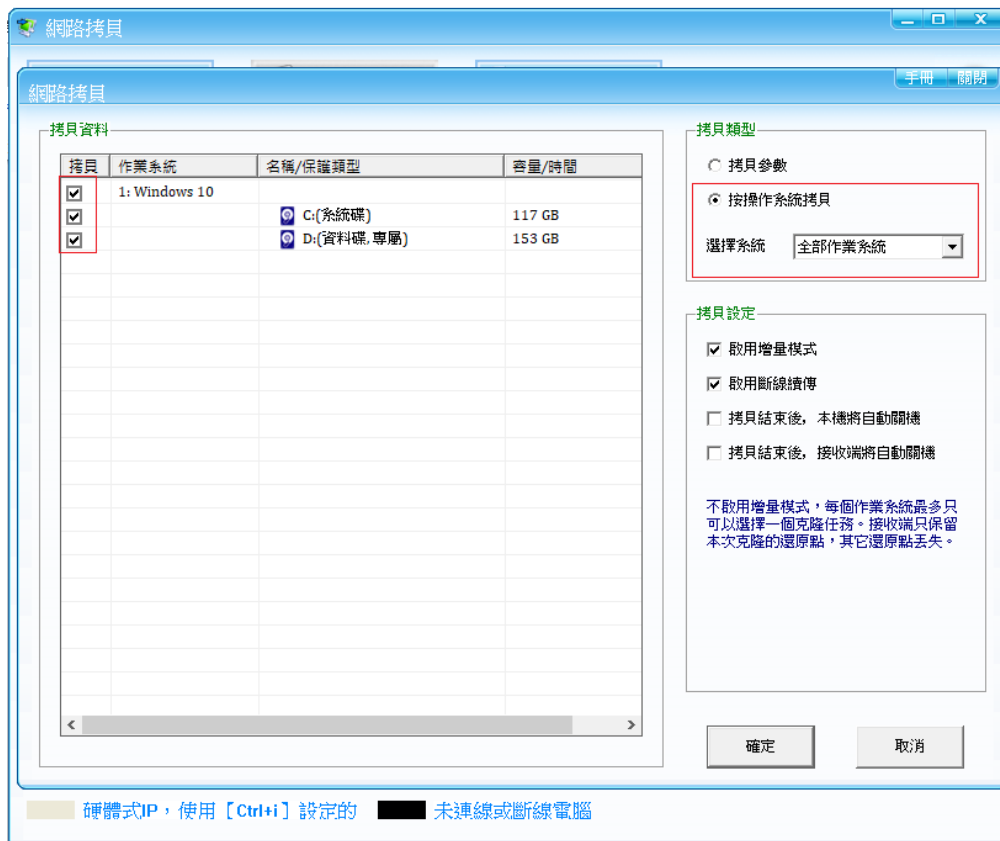 網路拷貝
網路拷貝
手冊 關閉
拷貝資料
拷貝 作業系統 名稱/保護類型 容量/時間
1: Windows 10
C:(系統碟) 117 GB
D:(資料碟,專屬) 153 GB
拷貝類型
拷貝參數
按操作系統拷貝
選擇系統 全部作業系統
拷貝設定
啟用增量模式
啟用斷線續傳
拷貝結束後，本機將自動關機
拷貝結束後，接收端將自動關機
不啟用增量模式，每個作業系統最多只
可以選擇一個克隆任務。接收端只保留
本次克隆的還原點，其它還原點丟失。
確定 取消
硬體式IP，使用［Ctrl+i］設定的 未連線或斷線電腦